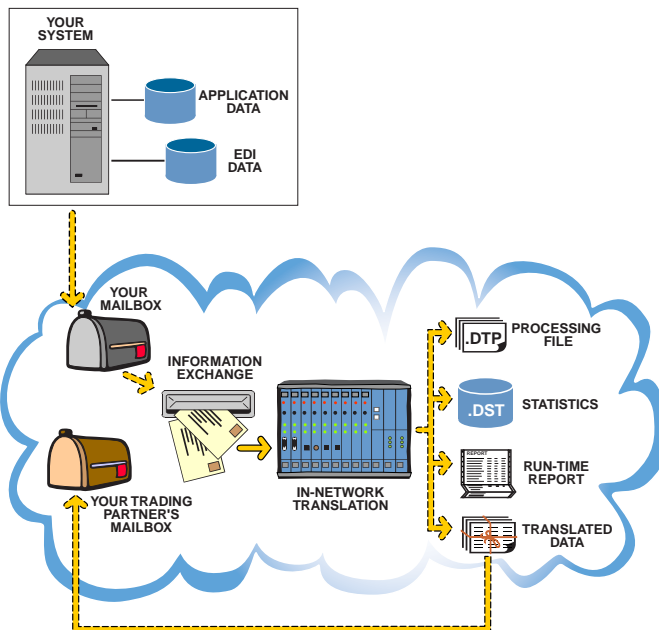 YOUR
SYSTEM
APPLICATION
DATA
EDI
DATA
YOUR
MAILBOX
INFORMATION
EXCHANGE
.DTP
PROCESSING
FILE
.DST
STATISTICS
REPORT
RUN-TIME
REPORT
IN-NETWORK
TRANSLATION
YOUR TRADING
PARTNER'S
MAILBOX
TRANSLATED
DATA